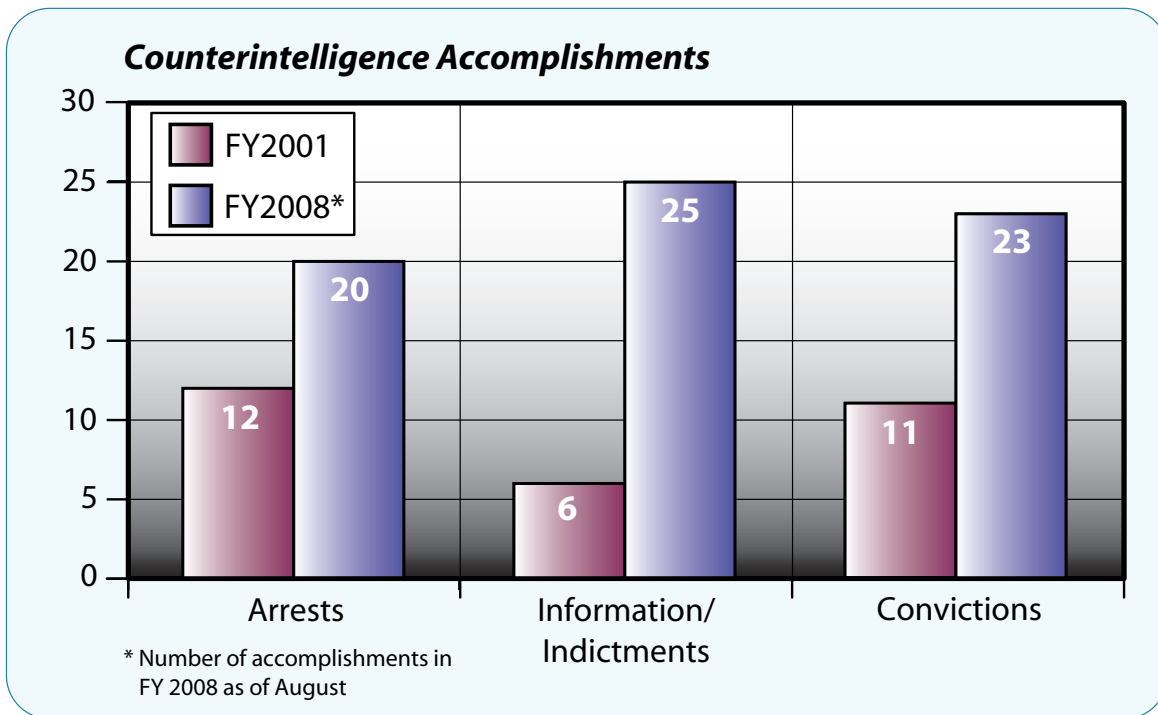 Counterintelligence Accomplishments
30
25
20
15
10
5
0
FY2001
FY2008*
12
20
6
25
11
23
Arrests
Information/
Indictments
Convictions
* Number of accomplishments in
FY 2008 as of August